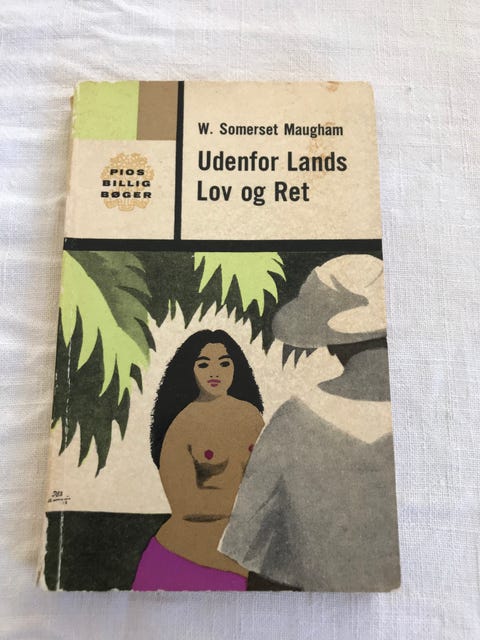 W. Somerset Maugham
Udenfor Lands
Lov og Ret
PIOS
BILLIG
BØGER